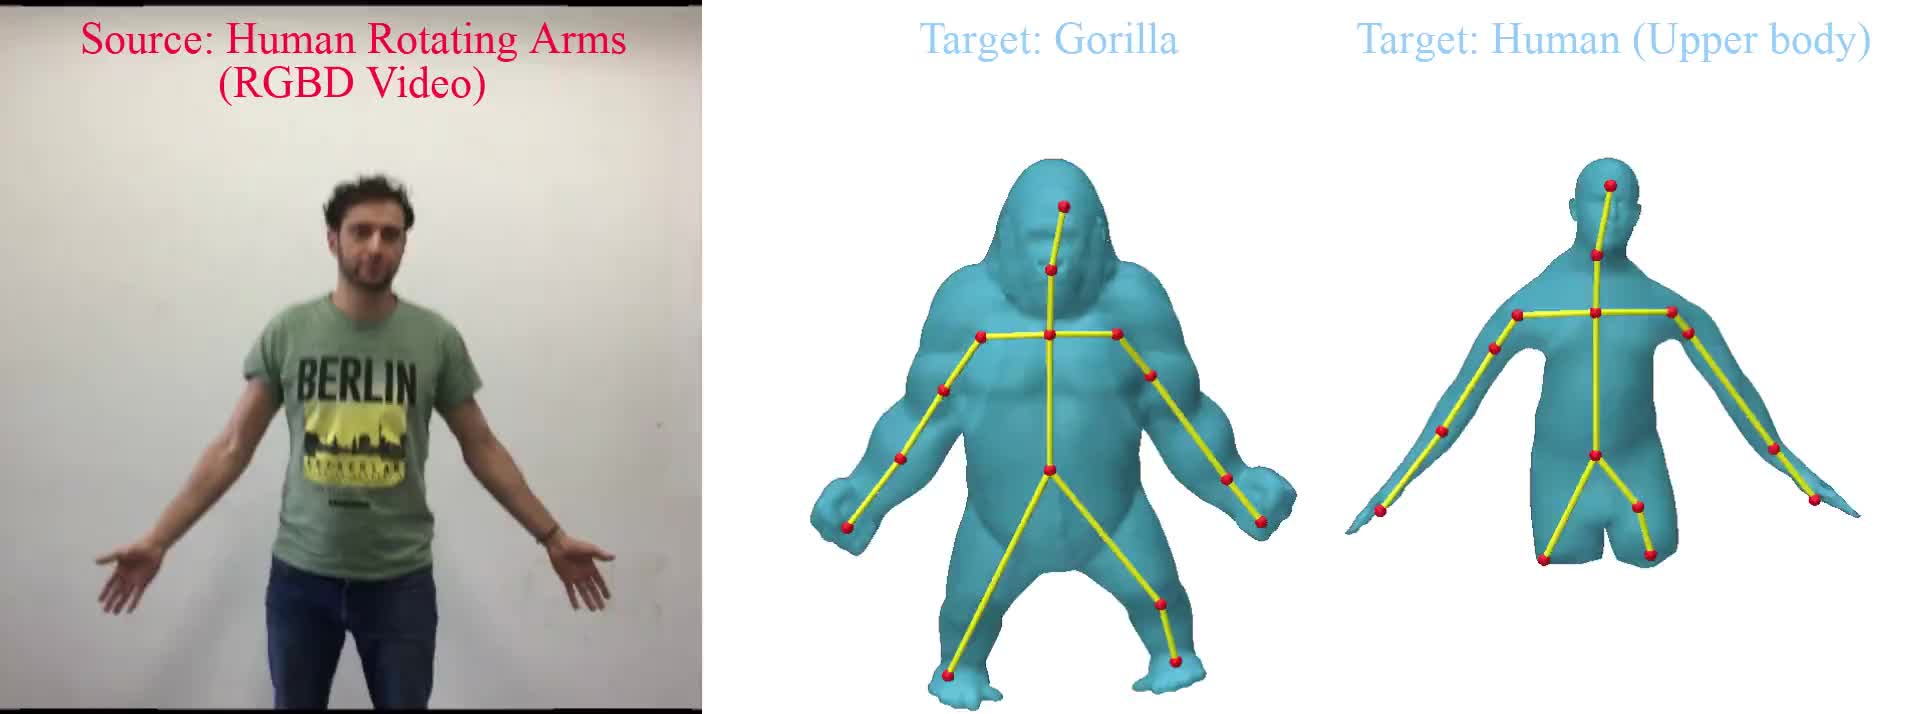 Source: Human Rotating Arms
(RGBD Video)
Target: Gorilla
Target: Human (Upper body)
BERLIN